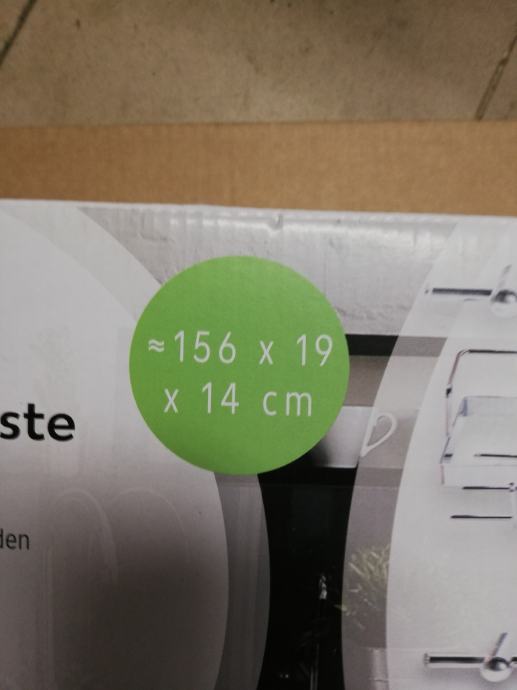 ≈156 x 19
x 14 cm
ste
den